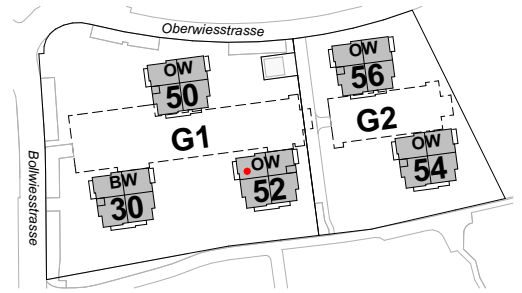 Oberwiesstrasse
OW
56
OW
50
G2
G1
OW
54
OW
52
BW
30
Bollwiesstrasse